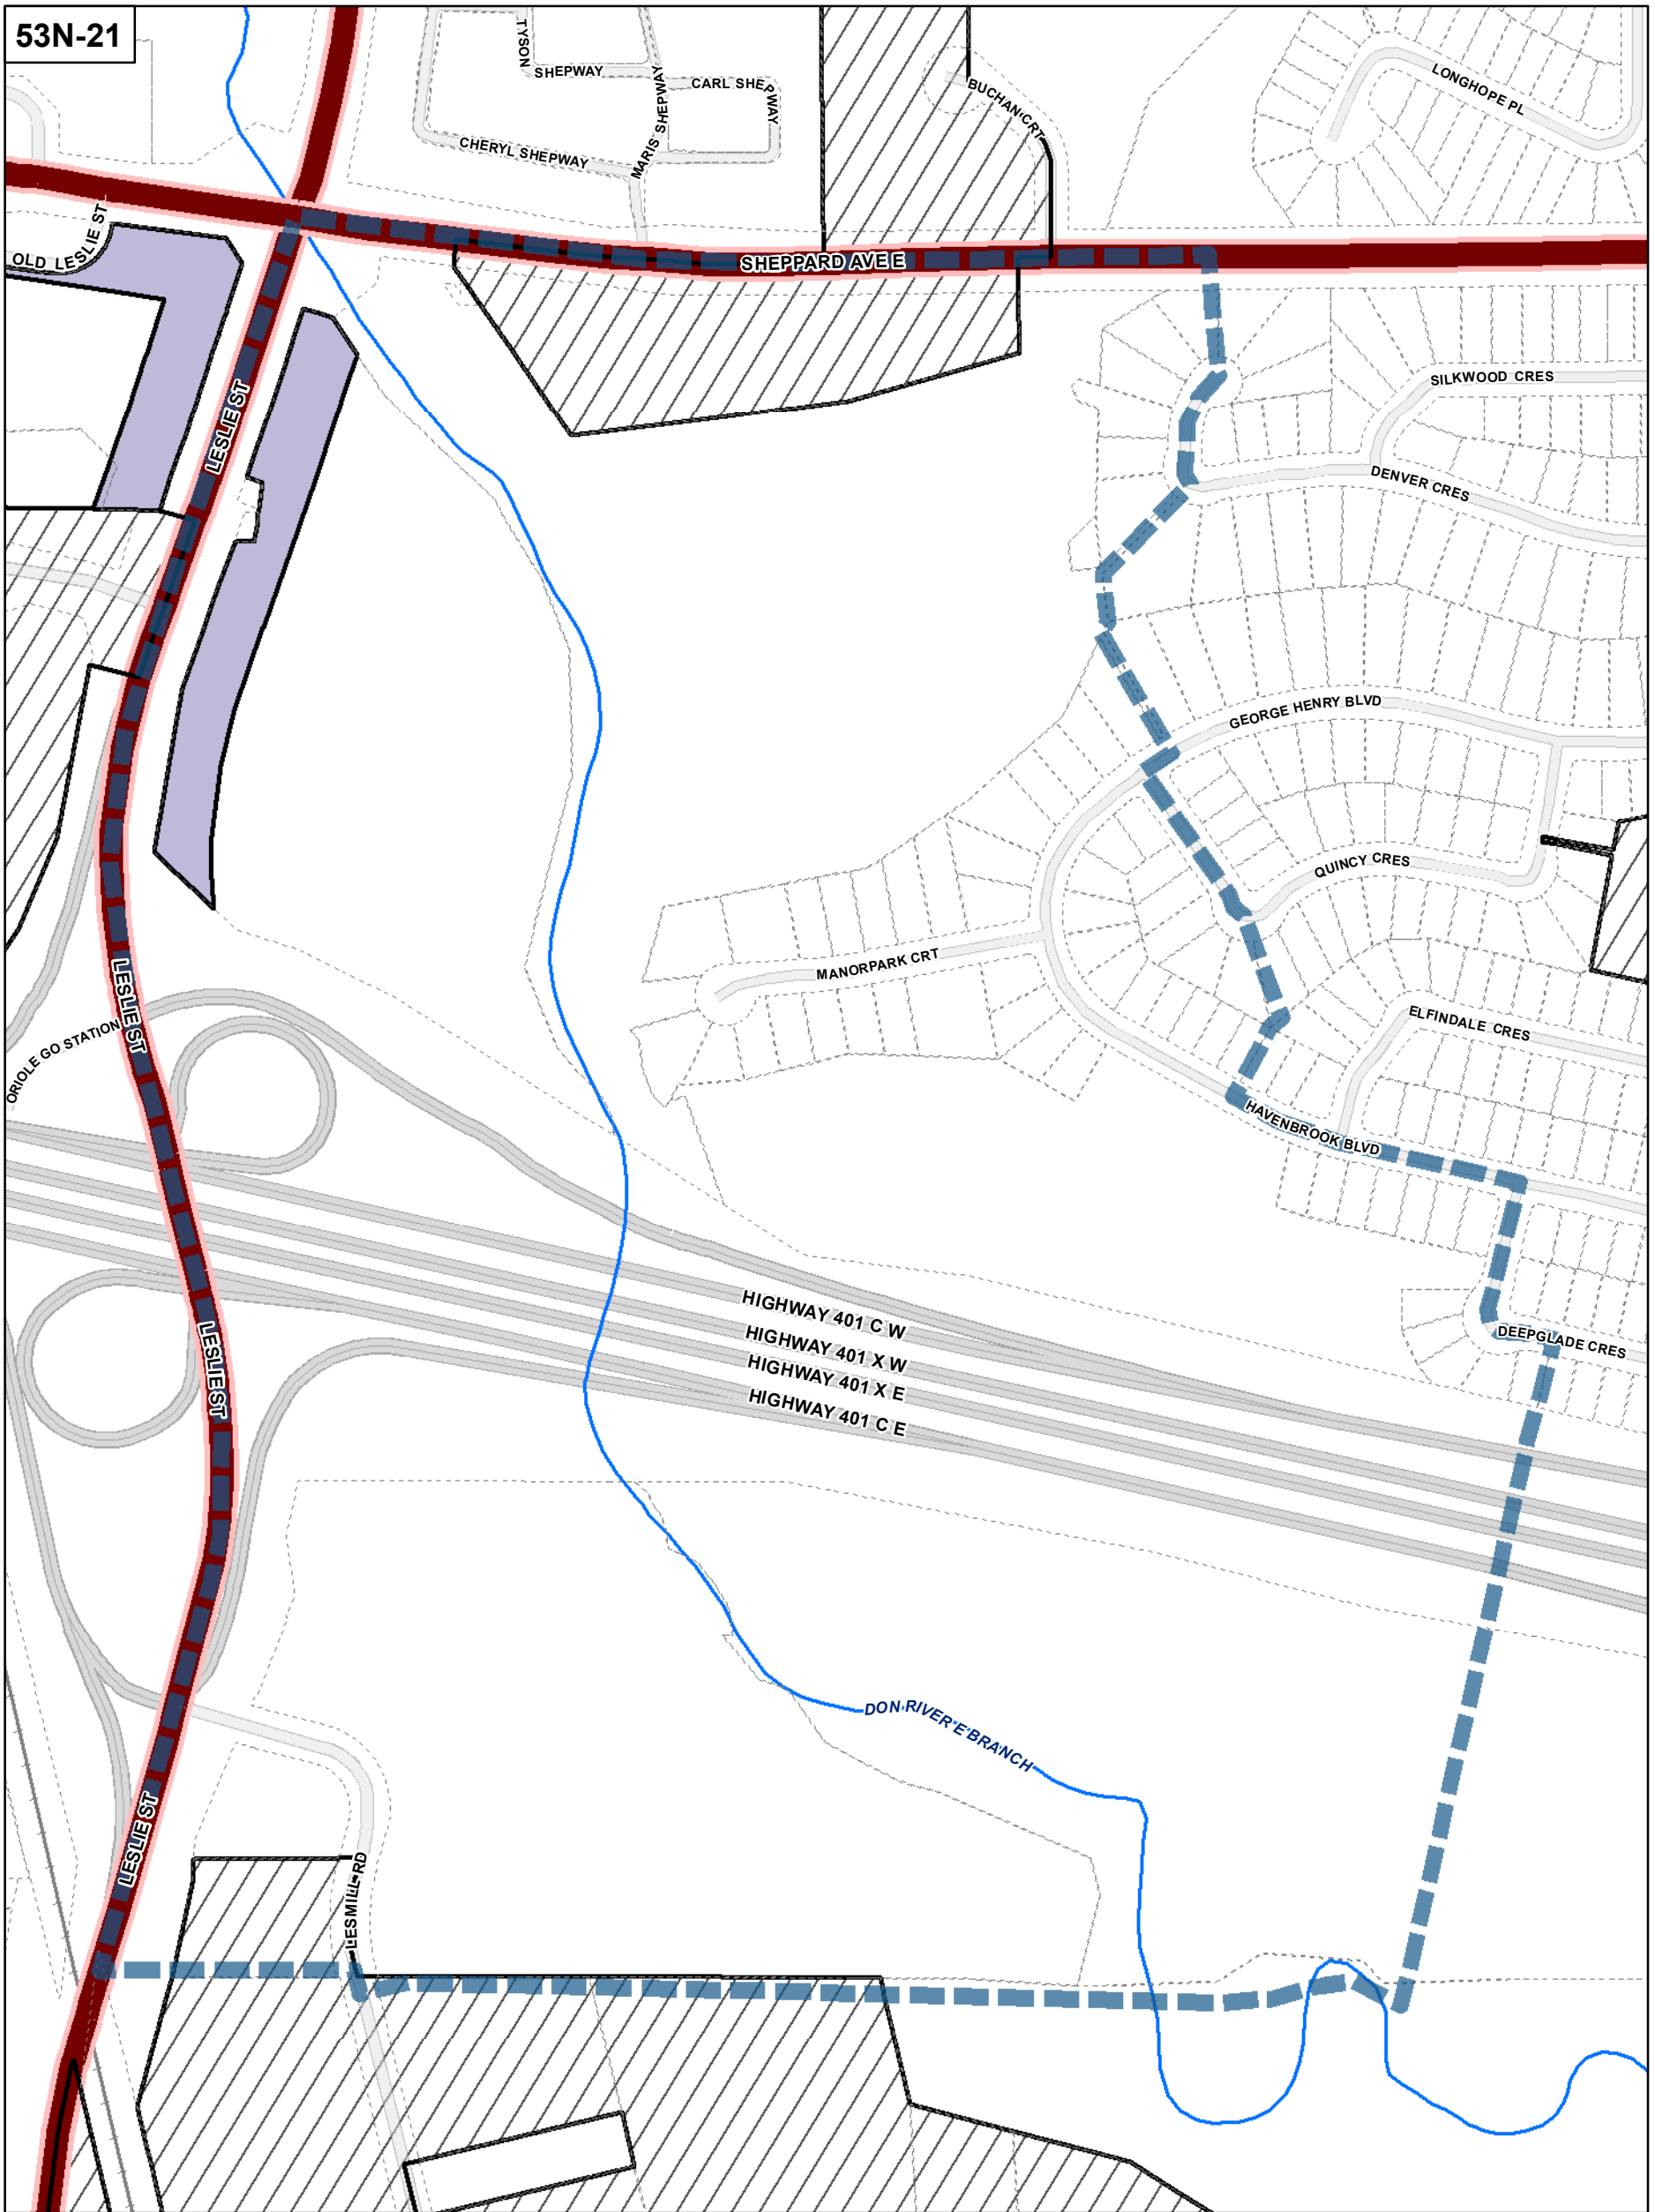 53N-21
TYSON
SHEPWAY
CARL SHEPWAY
MARIS SHEPWAY
CHERYL SHEPWAY
BUCHAN CRT
LONGHOPE PL
OLD LESLIE ST
SHEPPARD AVE E
LESLIE ST
SILKWOOD CRES
DENVER CRES
GEORGE HENRY BLVD
QUINCY CRES
MANORPARK CRT
LESLIE ST
ORIOLE GO STATION
ELFINDALE CRES
HAVENBROOK BLVD
HIGHWAY 401 C W
HIGHWAY 401 X W
HIGHWAY 401 X E
HIGHWAY 401 C E
LESLIE ST
DEEPGLADE CRES
DON RIVER E BRANCH
LESLIE ST
LESMILL RD